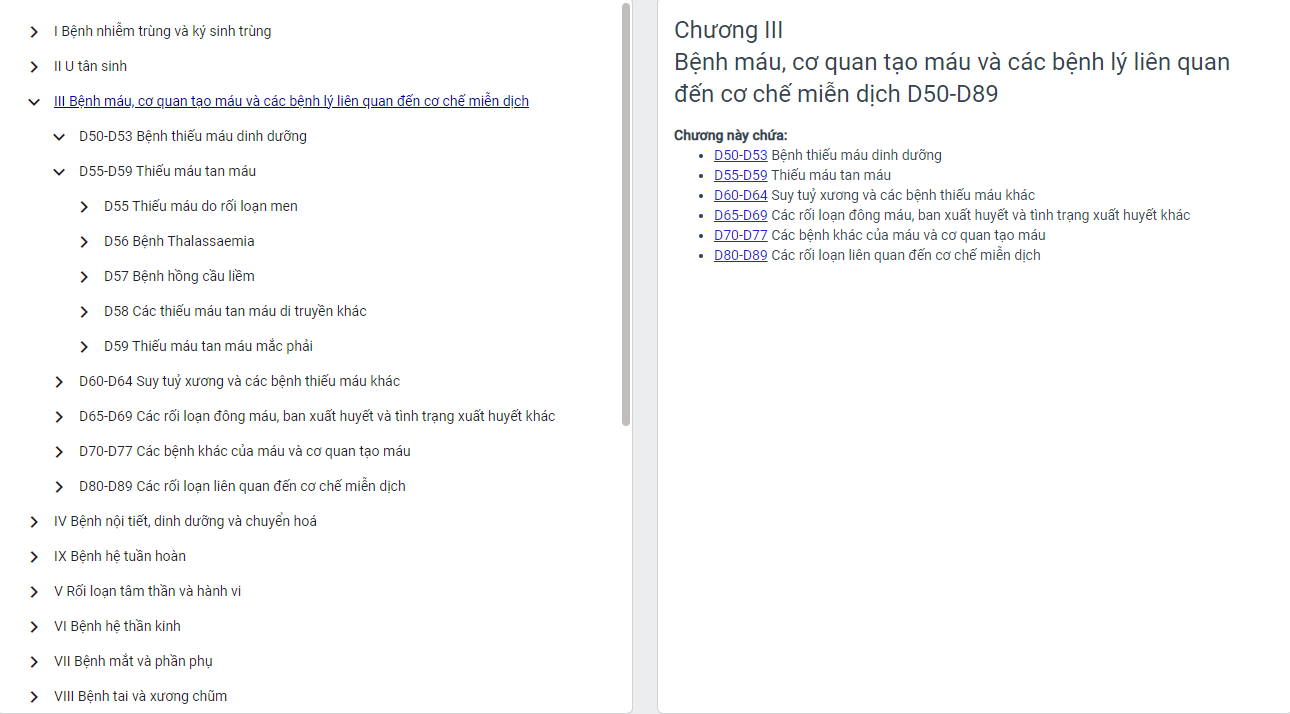 I Bệnh nhiễm trùng và ký sinh trùng
II U tân sinh
III Bệnh máu, cơ quan tạo máu và các bệnh lý liên quan đến cơ chế miễn dịch
D50-D53 Bệnh thiếu máu dinh dưỡng
D55-D59 Thiếu máu tan máu
D55 Thiếu máu do rối loạn men
D56 Bệnh Thalassaemia
D57 Bệnh hồng cầu liềm
D58 Các thiếu máu tan máu di truyền khác
D59 Thiếu máu tan máu mắc phải
D60-D64 Suy tuỷ xương và các bệnh thiếu máu khác
D65-D69 Các rối loạn đông máu, ban xuất huyết và tình trạng xuất huyết khác
D70-D77 Các bệnh khác của máu và cơ quan tạo máu
D80-D89 Các rối loạn liên quan đến cơ chế miễn dịch
IV Bệnh nội tiết, dinh dưỡng và chuyển hoá
IX Bệnh hệ tuần hoàn
V Rối loạn tâm thần và hành vi
VI Bệnh hệ thần kinh
VII Bệnh mắt và phần phụ
VIII Bệnh tai và xương chũm
Chương III
Bệnh máu, cơ quan tạo máu và các bệnh lý liên quan
đến cơ chế miễn dịch D50-D89
Chương này chứa:
D50-D53 Bệnh thiếu máu dinh dưỡng
D55-D59 Thiếu máu tan máu
D60-D64 Suy tuỷ xương và các bệnh thiếu máu khác
D65-D69 Các rối loạn đông máu, ban xuất huyết và tình trạng xuất huyết khác
D70-D77 Các bệnh khác của máu và cơ quan tạo máu
D80-D89 Các rối loạn liên quan đến cơ chế miễn dịch